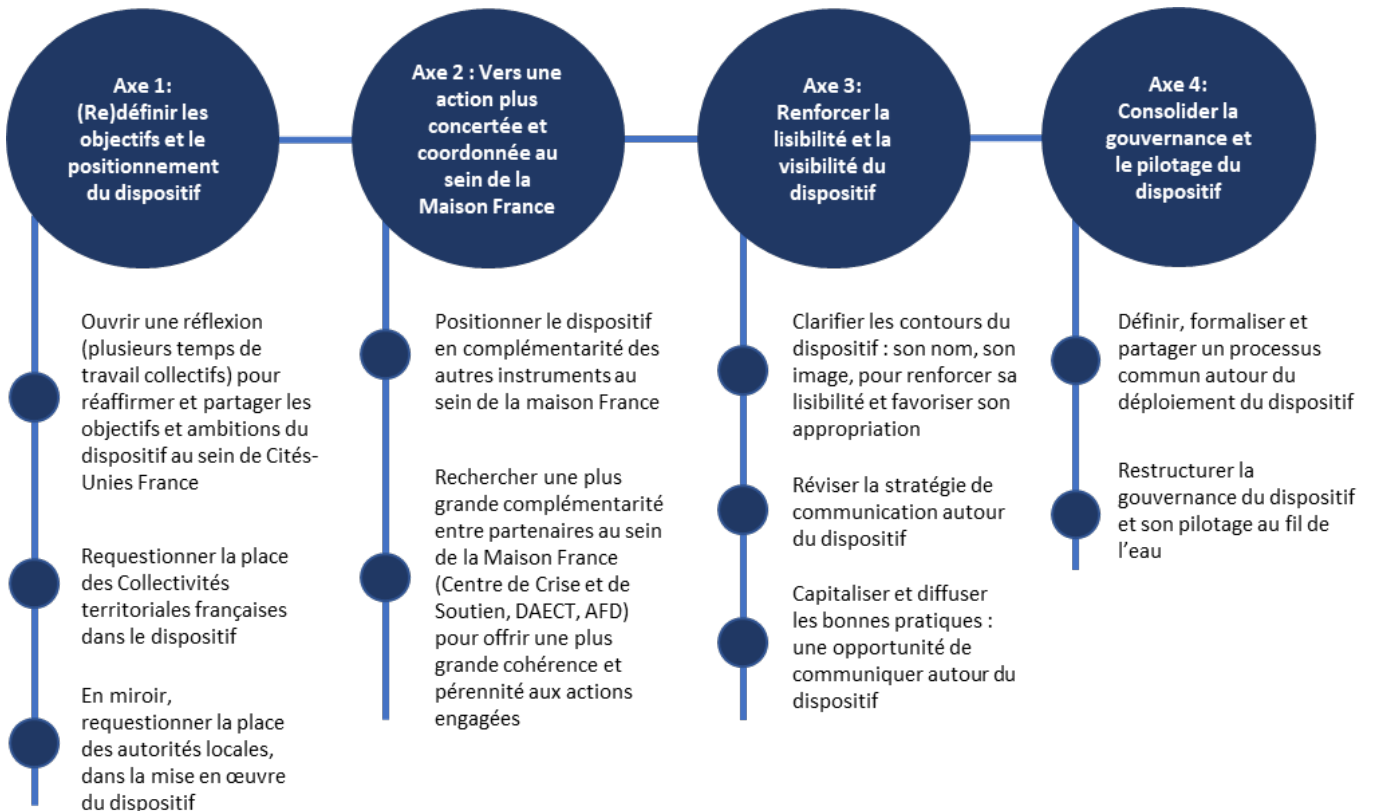 Axe 1:
(Re)définir les
objectifs et le
positionnement
du dispositif
Axe 2 : Vers une
action plus
concertée et
coordonnée au
sein de la
Maison France
Axe 3:
Renforcer la
lisibilité et la
visibilité du
dispositif
Axe 4:
Consolider la
gouvernance et
le pilotage du
dispositif
Ouvrir une réflexion
(plusieurs temps de
travail collectifs) pour
réaffirmer et partager les
objectifs et ambitions du
dispositif au sein de Cités-
Unies France
Requestionner la place
des Collectivités
territoriales françaises
dans le dispositif
En miroir,
requestionner la place
des autorités locales,
dans la mise en œuvre
du dispositif
Positionner le dispositif
en complémentarité des
autres instruments au
sein de la maison France
Rechercher une plus
grande complémentarité
entre partenaires au sein
de la Maison France
(Centre de Crise et de
Soutien, DAECT, AFD)
pour offrir une plus
grande cohérence et
pérennité aux actions
engagées
Clarifier les contours du
dispositif : son nom, son
image, pour renforcer sa
lisibilité et favoriser son
appropriation
Réviser la stratégie de
communication autour
du dispositif
Capitaliser et diffuser
les bonnes pratiques :
une opportunité de
communiquer autour du
dispositif
Définir, formaliser et
partager un processus
commun autour du
déploiement du dispositif
Restructurer la
gouvernance du dispositif
et son pilotage au fil de
l’eau